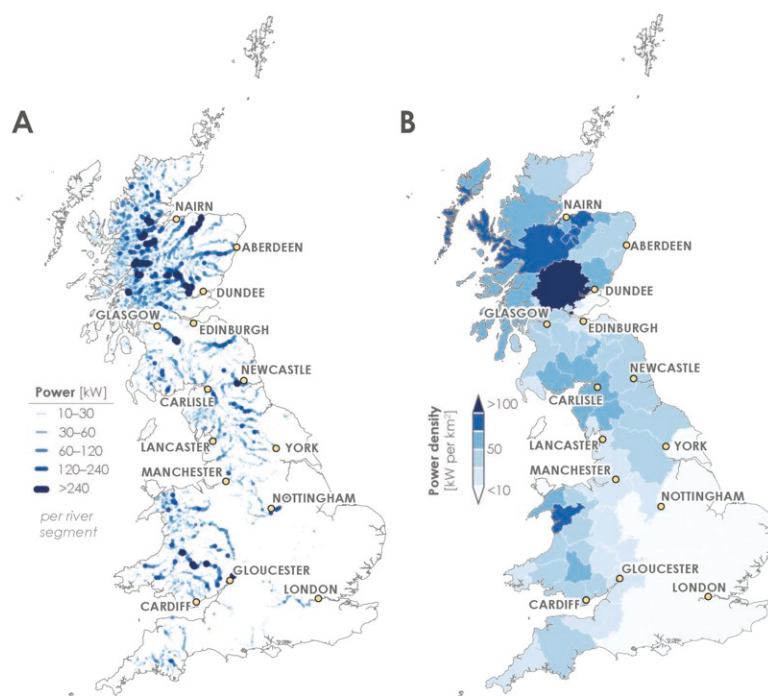 A
NAIRN
ABERDEEN
DUNDEE
GLASGOW
EDINBURGH
NEWCASTLE
CARLISLE
LANCASTER
YORK
MANCHESTER
NOTTINGHAM
GLOUCESTER
LONDON
CARDIFF
Power [kW]
10–30
30–60
60–120
120–240
>240
per river
segment
B
NAIRN
ABERDEEN
DUNDEE
GLASGOW
EDINBURGH
NEWCASTLE
CARLISLE
LANCASTER
YORK
MANCHESTER
NOTTINGHAM
GLOUCESTER
LONDON
CARDIFF
Power density
[kW per km²]
>100
50
<10